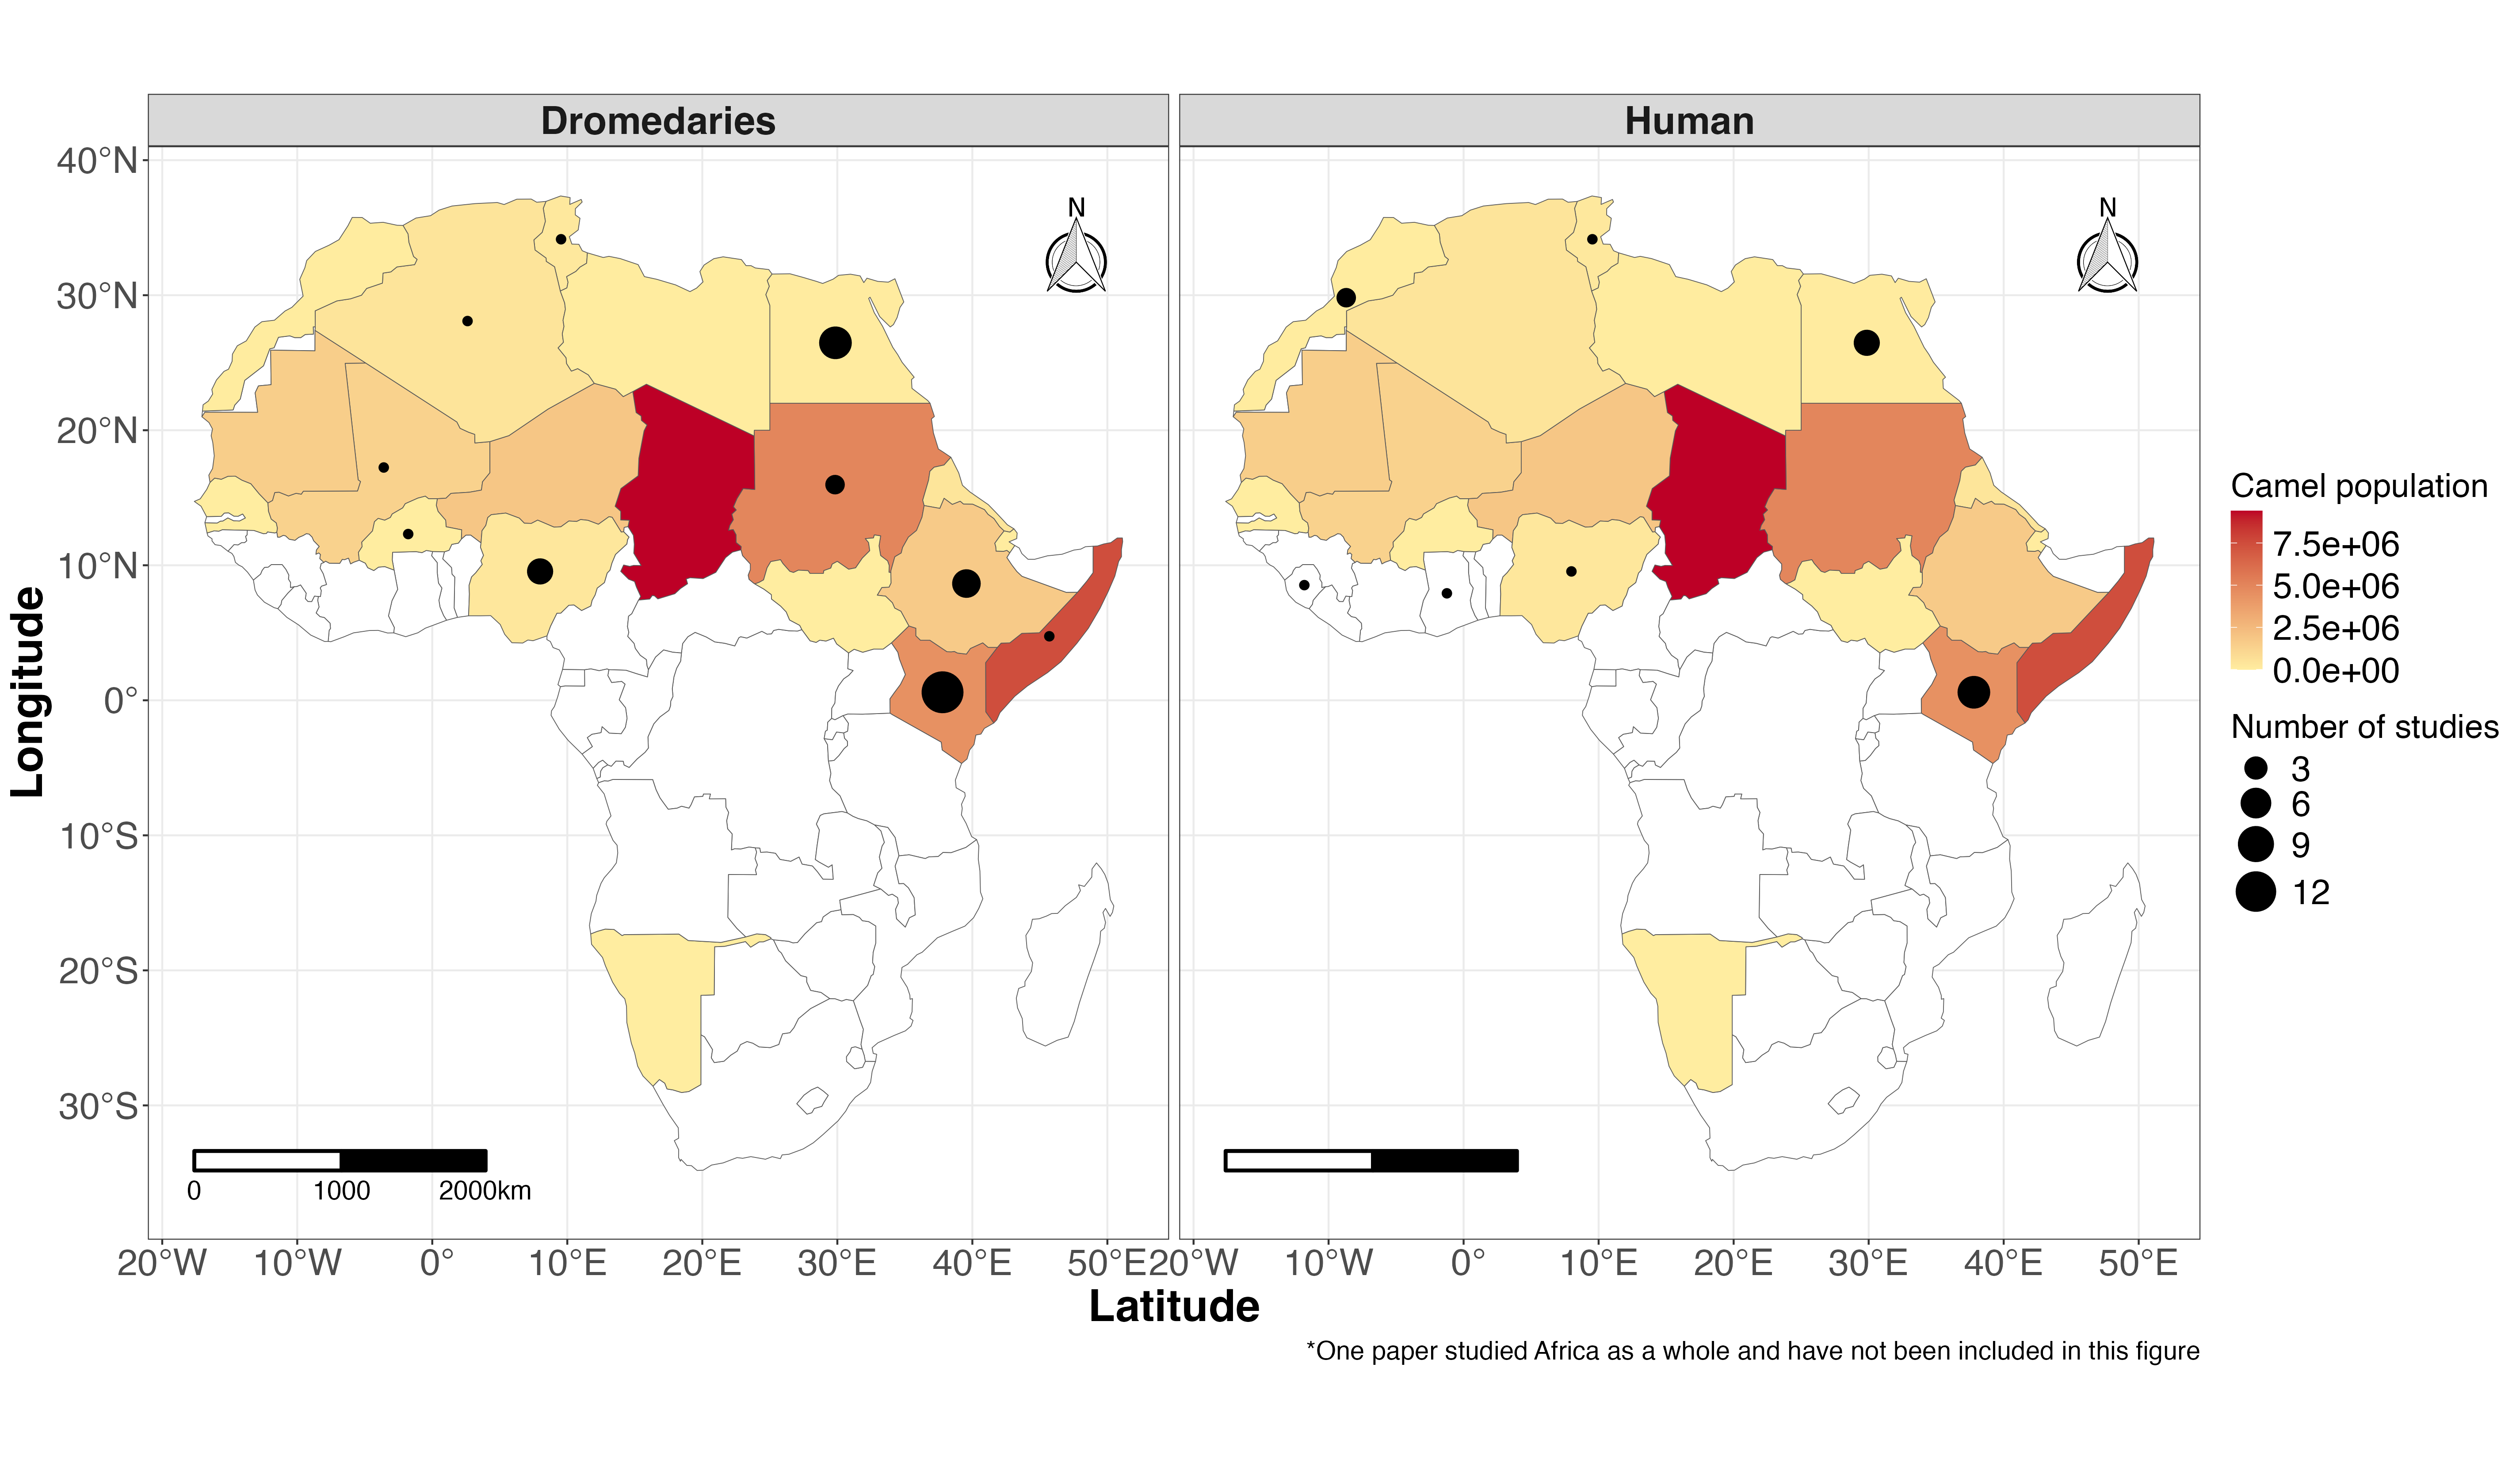 Dromedaries
Human
40°N
30°N
20°N
10°N
0°
10°S
20°S
30°S
Longitude
N
N
0 1000 2000km
20°W 10°W 0° 10°E 20°E 30°E 40°E 50°E
20°W 10°W 0° 10°E 20°E 30°E 40°E 50°E
Latitude
*One paper studied Africa as a whole and have not been included in this figure
Camel population
7.5e+06
5.0e+06
2.5e+06
0.0e+00
Number of studies
3
6
9
12